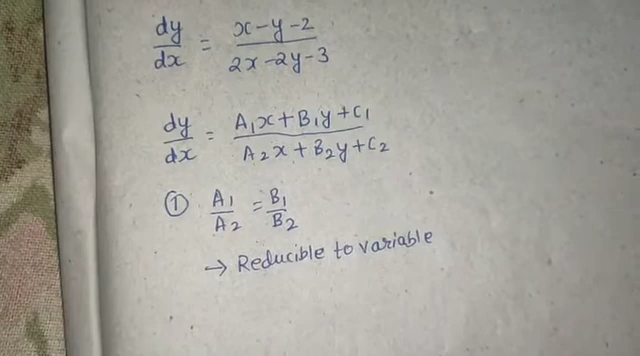 dy/dx = (x-y-2)/(2x-2y-3)
dy/dx = (A₁x+B₁y+C₁)/(A₂x+B₂y+C₂)
① A₁/A₂ = B₁/B₂
→ Reducible to variable